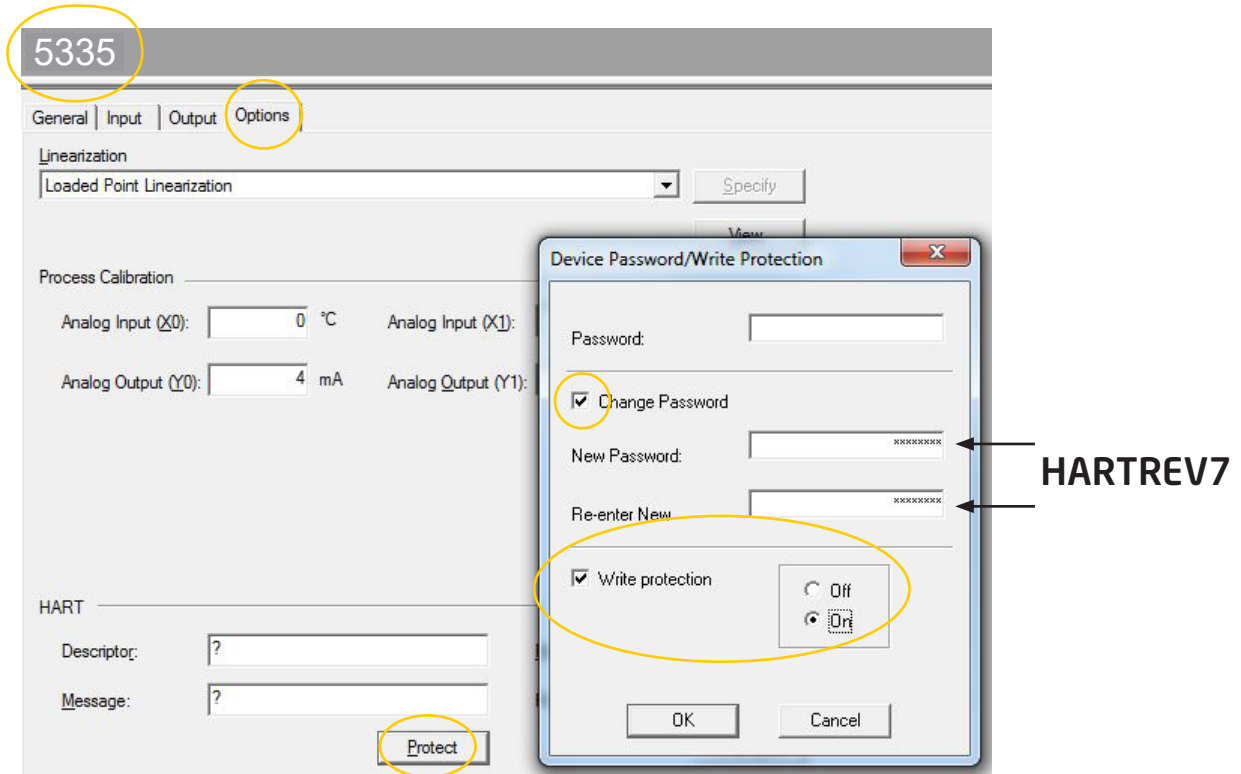 5335
General Input Output Options
Linearization
Loaded Point Linearization
Specify
View
Process Calibration
Analog Input (X0): 0 °C Analog Input (X1):
Analog Output (Y0): 4 mA Analog Output (Y1):
HART
Descriptor: ?
Message: ?
Protect
Device Password/Write Protection
Password:
Change Password
New Password: ********
Re-enter New ********
Write protection
Off
On
OK Cancel
HARTREV7